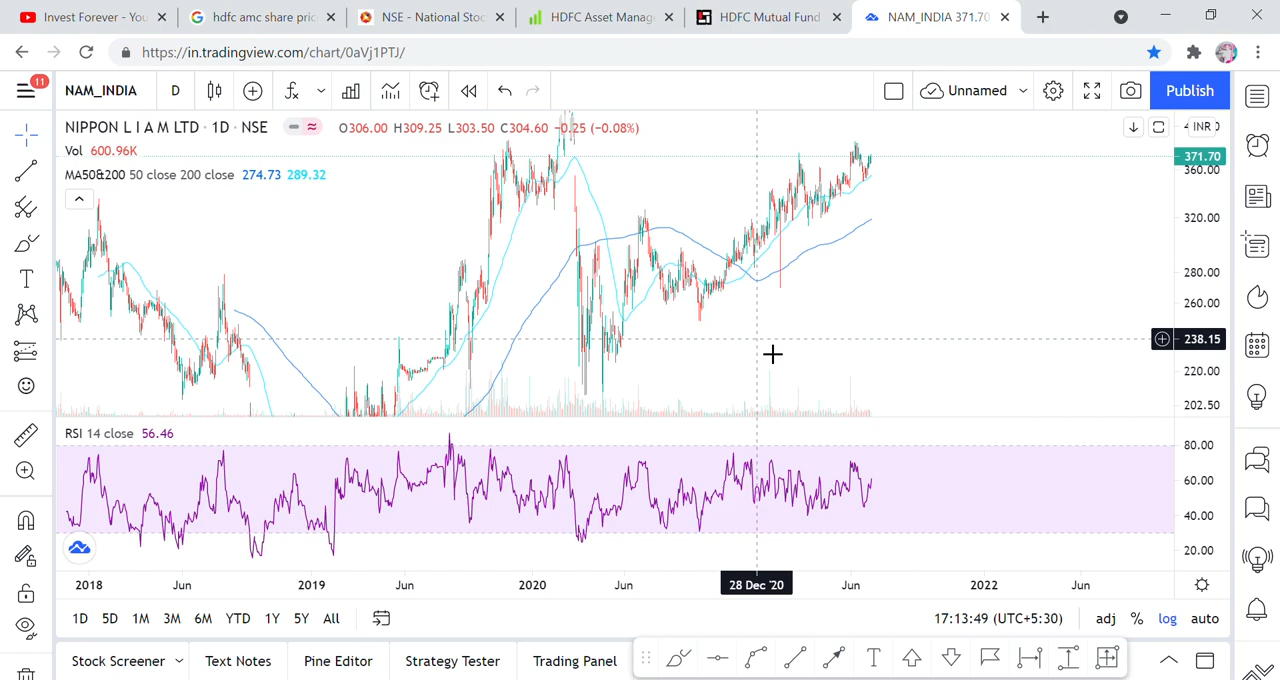 Invest Forever - You
hdfc amc share pric
NSE - National Stoc
HDFC Asset Manag
HDFC Mutual Fund
NAM_INDIA 371.70
https://in.tradingview.com/chart/0aVj1PTJ/
11
NAM_INDIA
D
Unnamed
Publish
NIPPON L I A M LTD · 1D · NSE
O306.00 H309.25 L303.50 C304.60 -0.25 (-0.08%)
INR
Vol 600.96K
371.70
360.00
MA50&200 50 close 200 close 274.73 289.32
320.00
280.00
260.00
238.15
220.00
202.50
RSI 14 close 56.46
80.00
60.00
40.00
20.00
2018 Jun 2019 Jun 2020 Jun 28 Dec '20 Jun 2022 Jun
1D 5D 1M 3M 6M YTD 1Y 5Y All
17:13:49 (UTC+5:30)
adj % log auto
Stock Screener
Text Notes
Pine Editor
Strategy Tester
Trading Panel